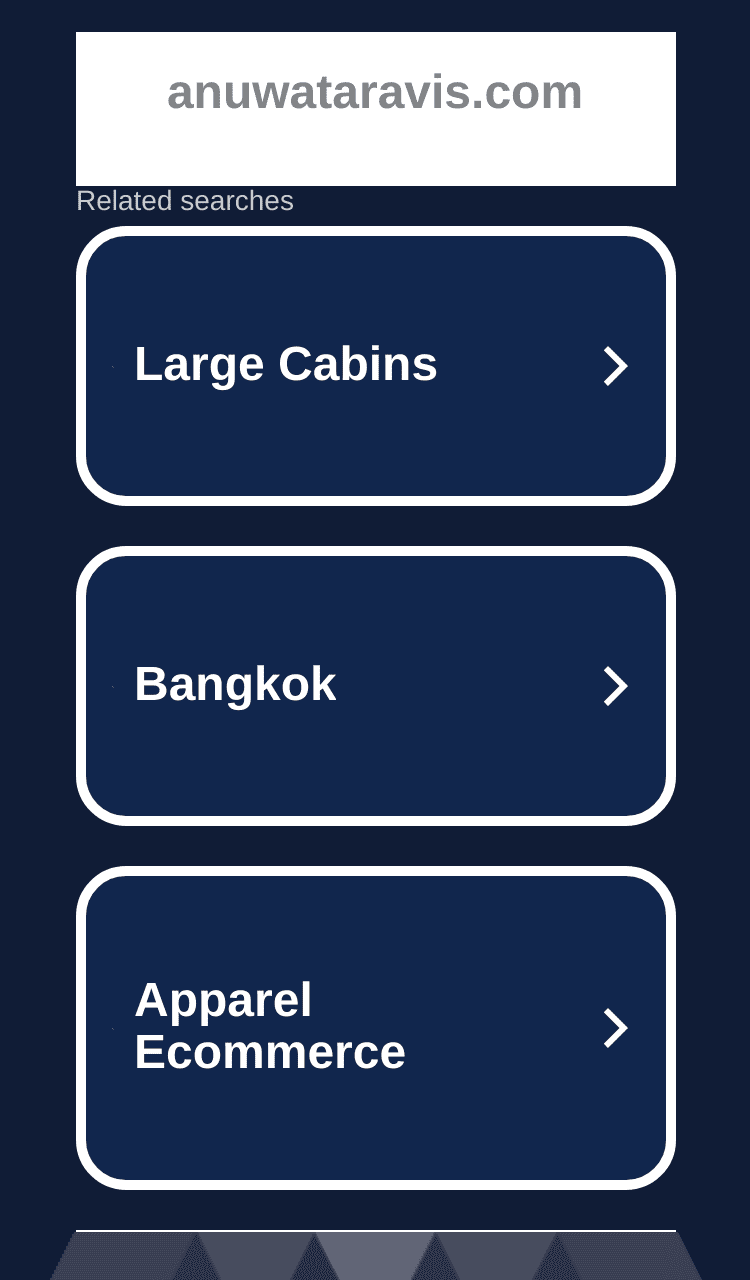 anuwataravis.com
Related searches
Large Cabins
Bangkok
Apparel
Ecommerce